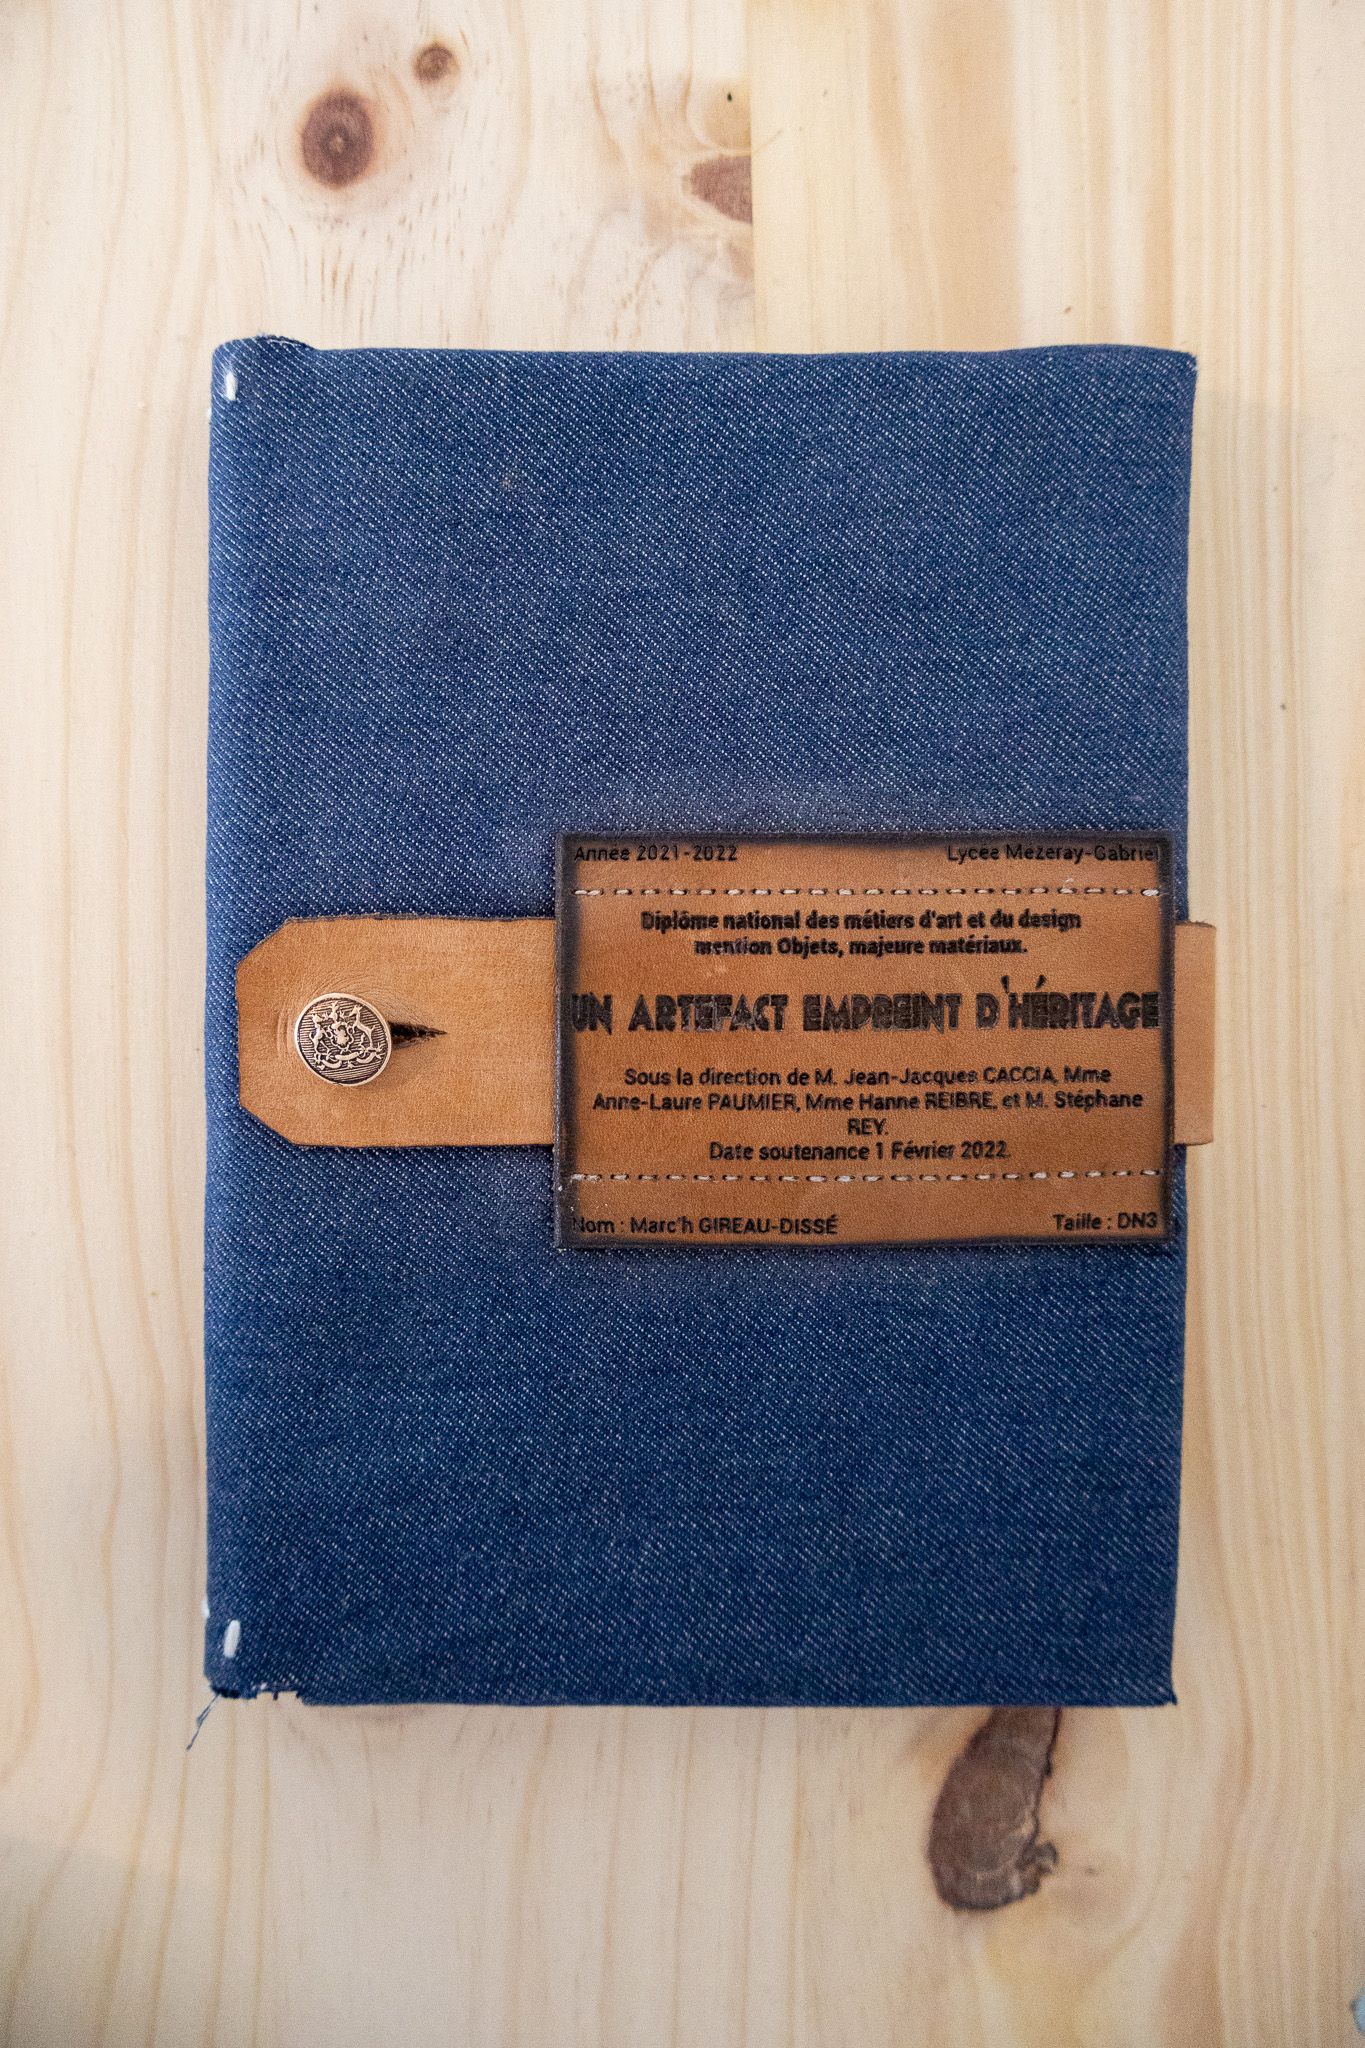 Année 2021-2022 Lycée Mézeray-Gabriel
Diplôme national des métiers d'art et du design
mention Objets, majeure matériaux.
UN ARTEFACT EMPREINT D'HÉRITAGE
Sous la direction de M. Jean-Jacques CACCIA, Mme
Anne-Laure PAUMIER, Mme Hanne REIBRE, et M. Stéphane
REY.
Date soutenance 1 Février 2022.
Nom : Marc'h GIREAU-DISSÉ Taille : DN3